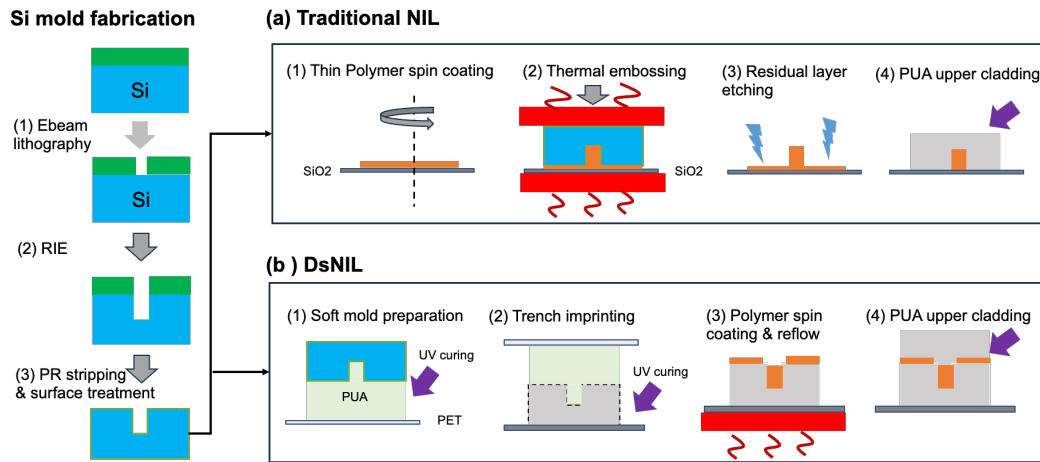 Si mold fabrication
Si
(1) Ebeam
lithography
Si
(2) RIE
(3) PR stripping
& surface treatment
(a) Traditional NIL
(1) Thin Polymer spin coating
SiO2
(2) Thermal embossing
SiO2
(3) Residual layer
etching
(4) PUA upper cladding
(b ) DsNIL
(1) Soft mold preparation
UV curing
PUA
PET
(2) Trench imprinting
UV curing
(3) Polymer spin
coating & reflow
(4) PUA upper cladding